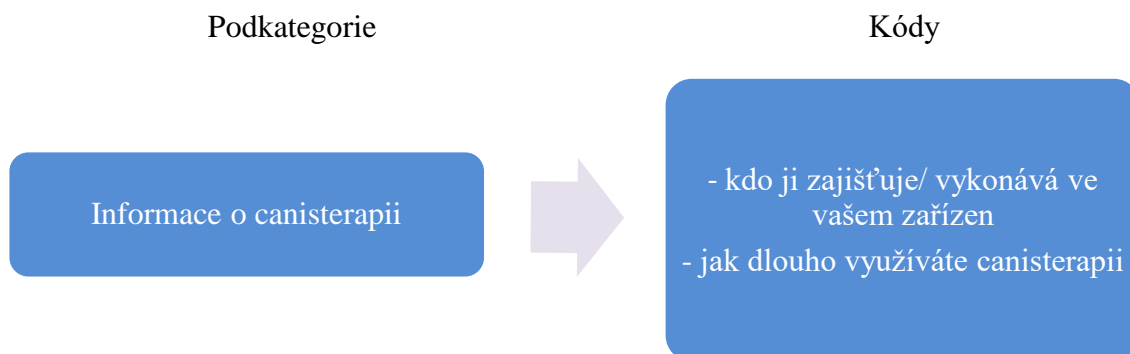 Podkategorie
Kódy
Informace o canisterapii
- kdo ji zajišťuje/ vykonává ve
vašem zařízen
- jak dlouho využíváte canisterapii